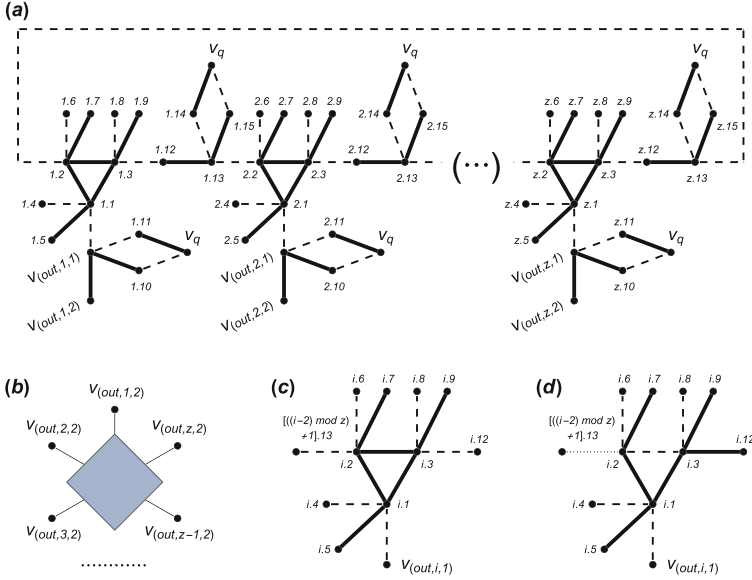 (a)
v_q v_q v_q
1.6 1.7 1.8 1.9 2.6 2.7 2.8 2.9 z.6 z.7 z.8 z.9
1.14 1.15 2.14 2.15 z.14 z.15
1.2 1.3 1.12 1.13 2.2 2.3 2.12 2.13 (···) z.2 z.3 z.12 z.13
1.4 1.1 2.4 2.1 z.4 z.1
1.5 1.11 v_q 2.5 2.11 v_q z.5 z.11 v_q
v_(out,1,1) 1.10 v_(out,2,1) 2.10 v_(out,z,1) z.10
v_(out,1,2) v_(out,2,2) v_(out,z,2)
(b)
v_(out,1,2)
v_(out,2,2) v_(out,z,2)
v_(out,3,2) v_(out,z−1,2)
............
(c)
i.6 i.7 i.8 i.9
[((i−2) mod z)
+1].13
i.2 i.3 i.12
i.4 i.1
i.5
v_(out,i,1)
(d)
i.6 i.7 i.8 i.9
[((i−2) mod z)
+1].13
i.2 i.3 i.12
i.4 i.1
i.5
v_(out,i,1)